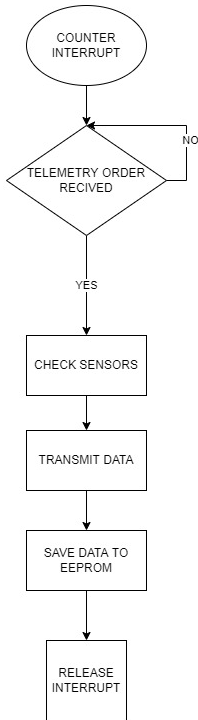 COUNTER
INTERRUPT
NO
TELEMETRY ORDER
RECIVED
YES
CHECK SENSORS
TRANSMIT DATA
SAVE DATA TO
EEPROM
RELEASE
INTERRUPT